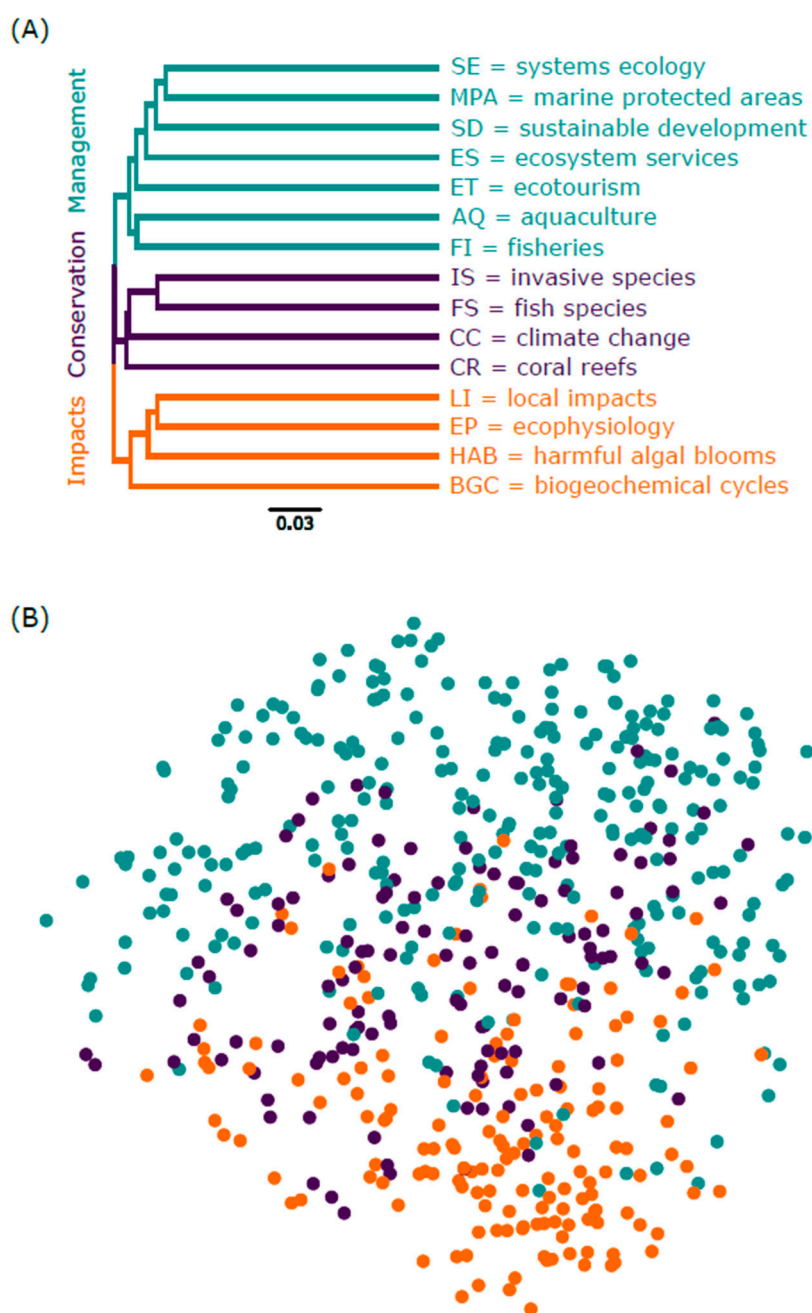 (A)
Management
Conservation
Impacts
SE = systems ecology
MPA = marine protected areas
SD = sustainable development
ES = ecosystem services
ET = ecotourism
AQ = aquaculture
FI = fisheries
IS = invasive species
FS = fish species
CC = climate change
CR = coral reefs
LI = local impacts
EP = ecophysiology
HAB = harmful algal blooms
BGC = biogeochemical cycles
0.03
(B)